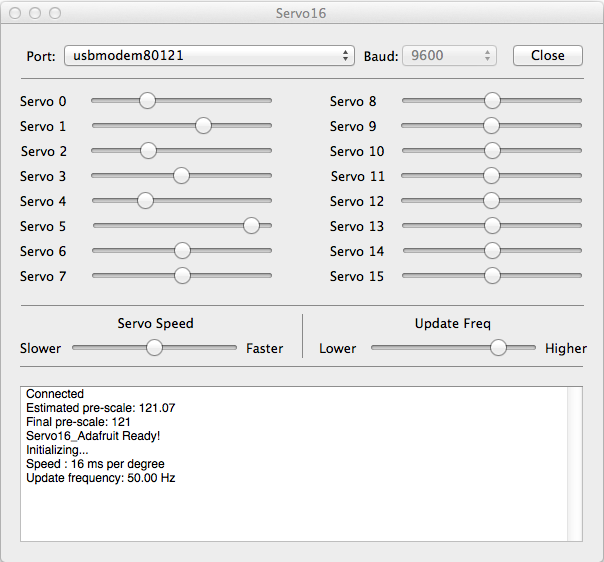 Servo16
Port: usbmodem80121 Baud: 9600 Close
Servo 0
Servo 1
Servo 2
Servo 3
Servo 4
Servo 5
Servo 6
Servo 7
Servo 8
Servo 9
Servo 10
Servo 11
Servo 12
Servo 13
Servo 14
Servo 15
Servo Speed
Slower Faster
Update Freq
Lower Higher
Connected
Estimated pre-scale: 121.07
Final pre-scale: 121
Servo16_Adafruit Ready!
Initializing...
Speed : 16 ms per degree
Update frequency: 50.00 Hz